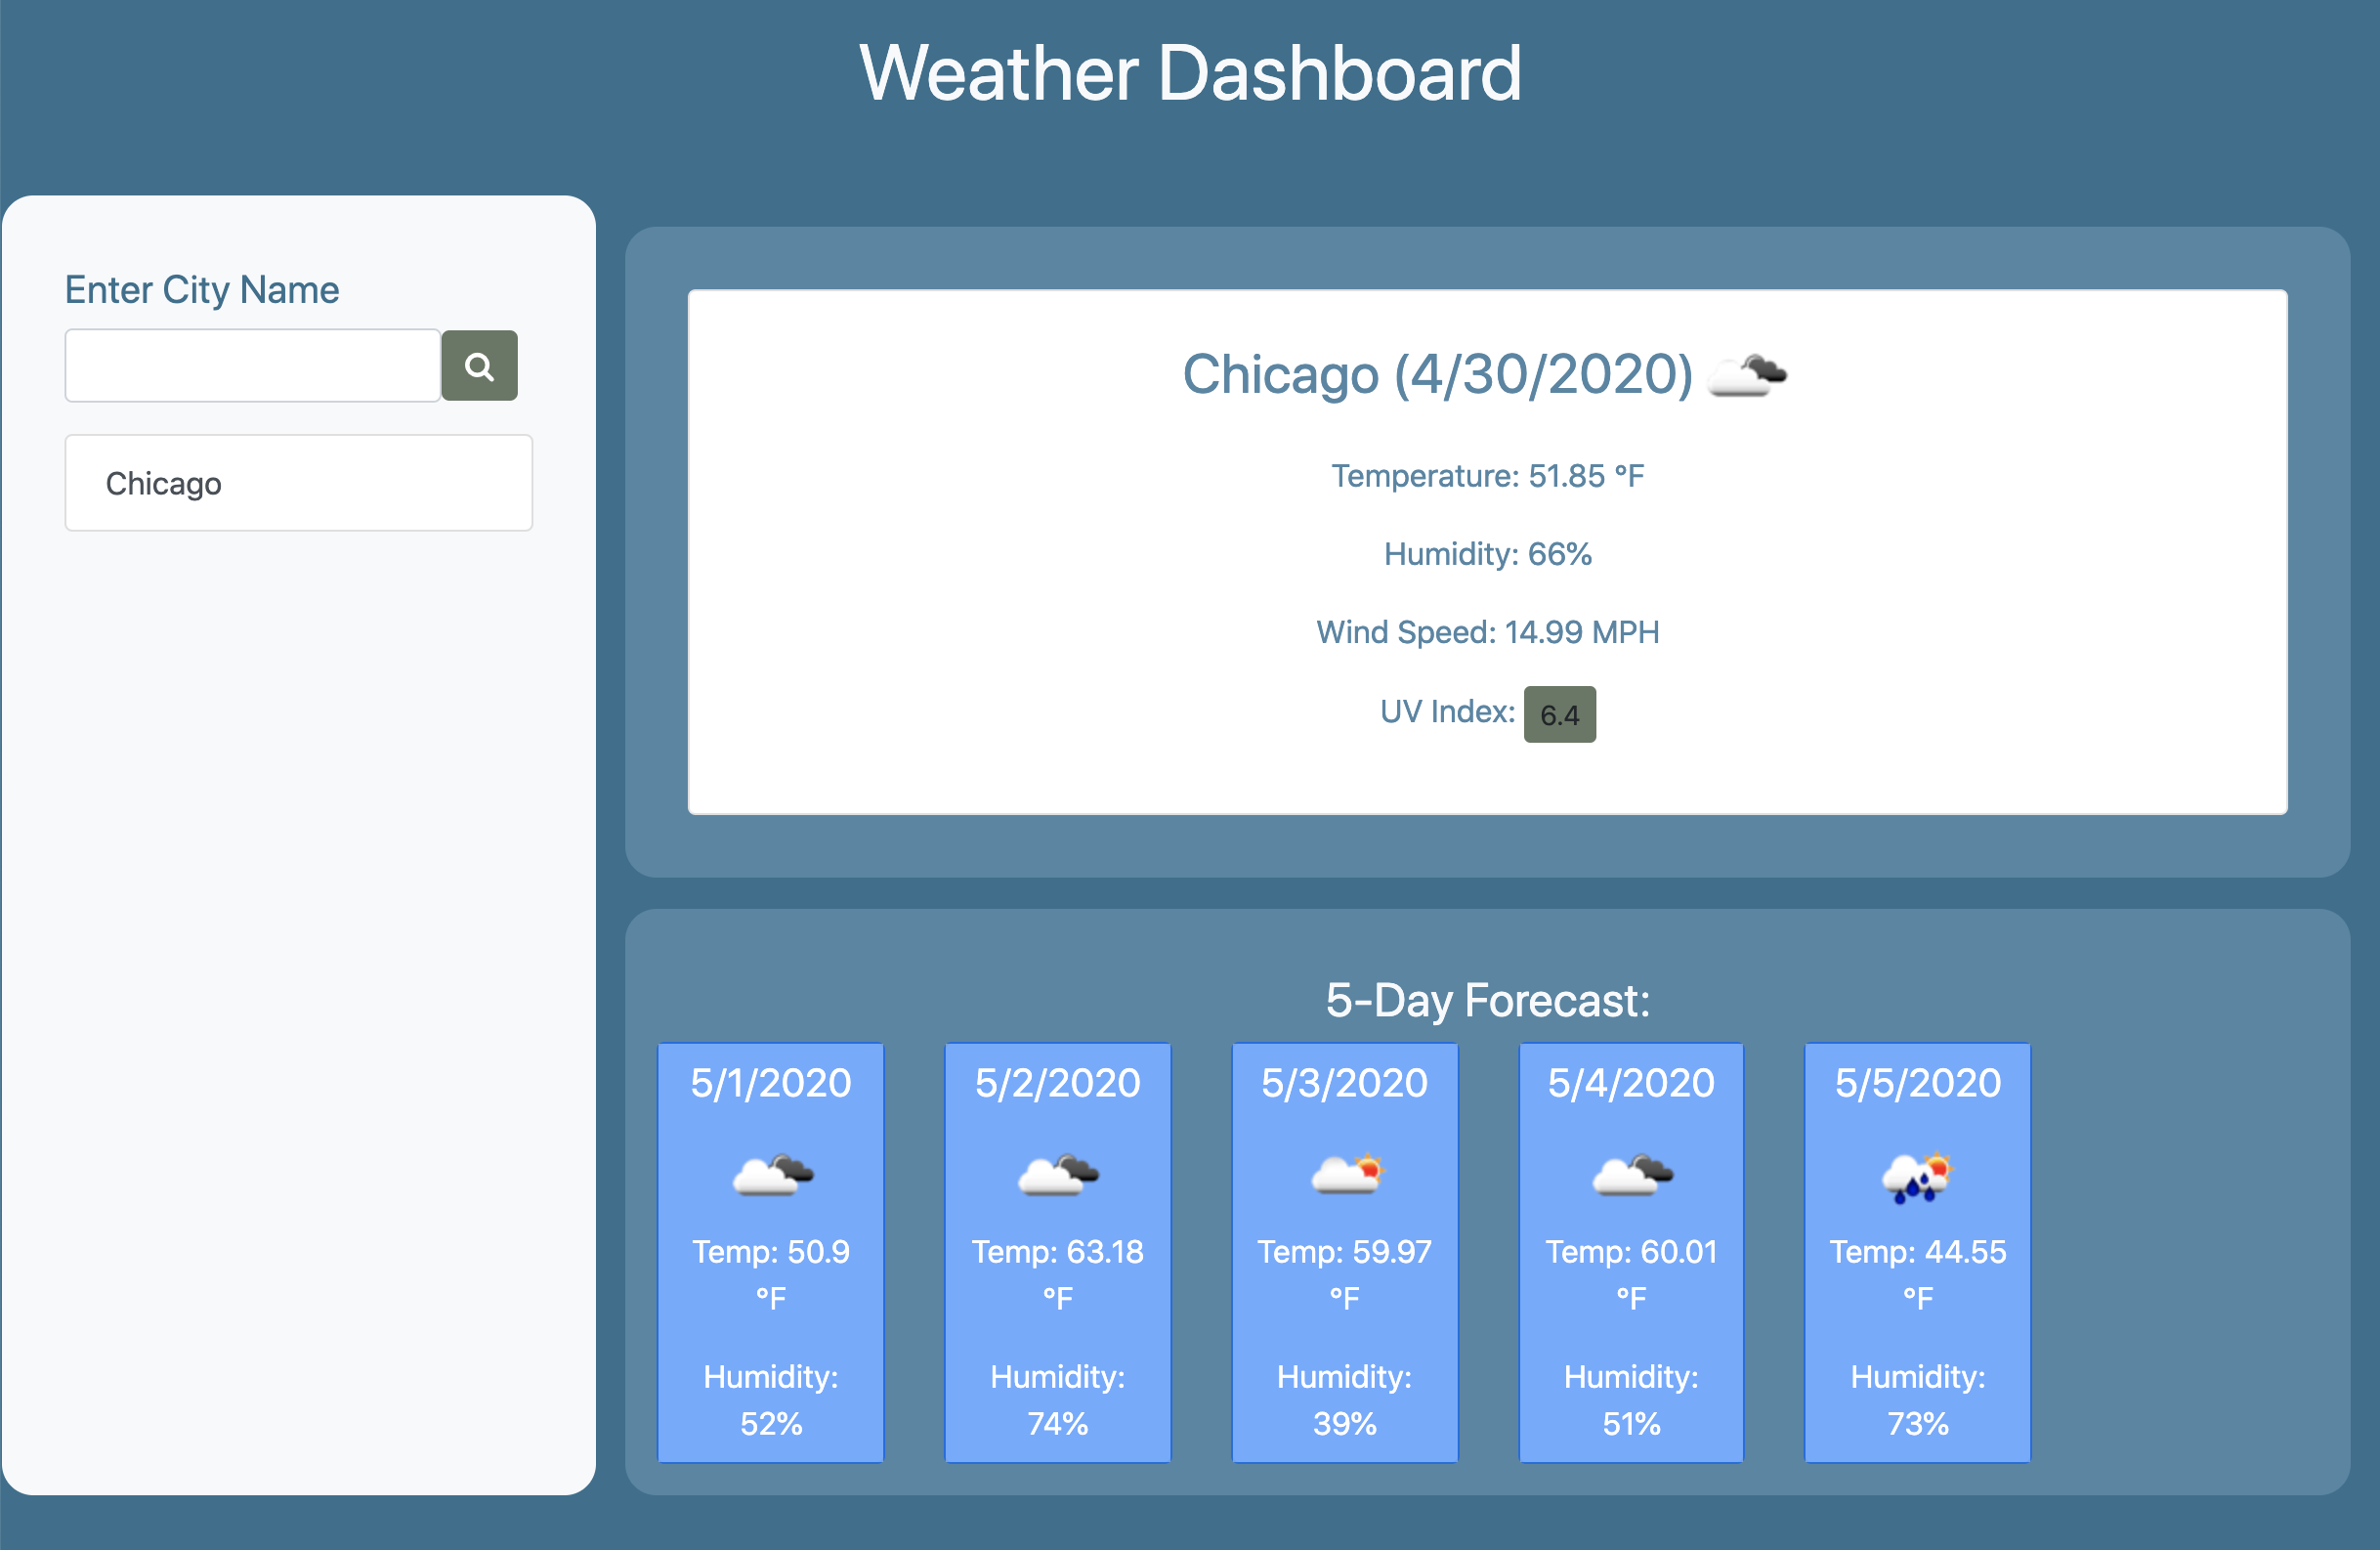 Weather Dashboard
Enter City Name
Chicago
Chicago (4/30/2020)
Temperature: 51.85 °F
Humidity: 66%
Wind Speed: 14.99 MPH
UV Index: 6.4
5-Day Forecast:
5/1/2020
Temp: 50.9
°F
Humidity:
52%
5/2/2020
Temp: 63.18
°F
Humidity:
74%
5/3/2020
Temp: 59.97
°F
Humidity:
39%
5/4/2020
Temp: 60.01
°F
Humidity:
51%
5/5/2020
Temp: 44.55
°F
Humidity:
73%